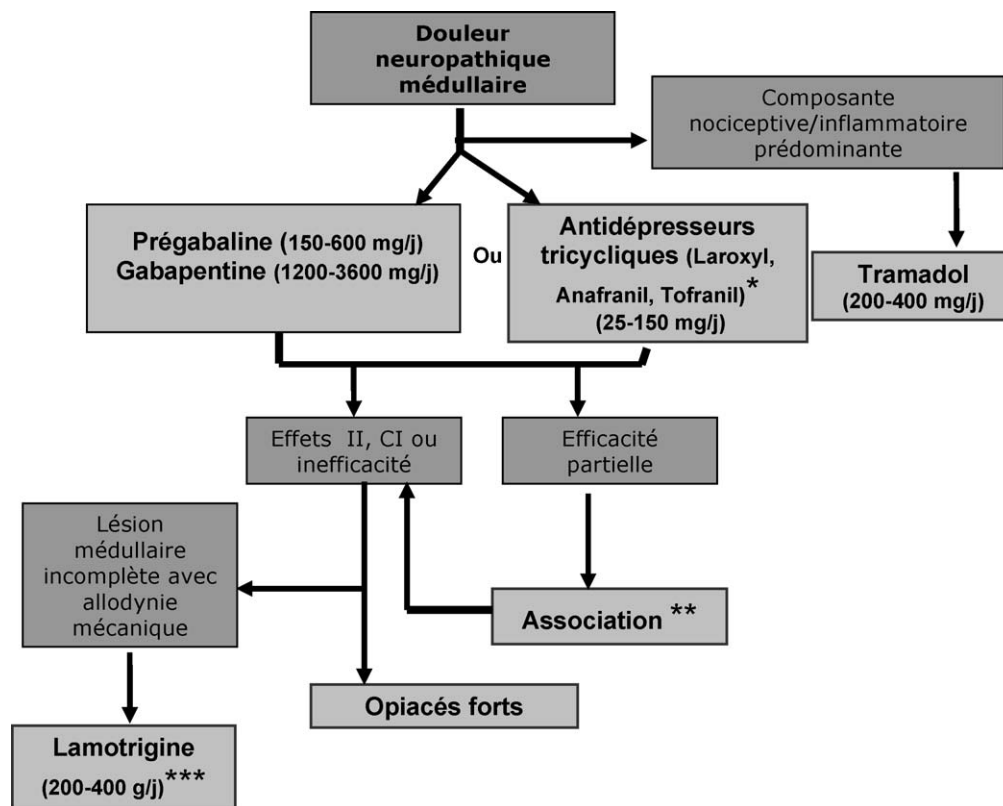 Douleur
neuropathique
médullaire
Composante
nociceptive/inflammatoire
prédominante
Prégabaline (150-600 mg/j)
Gabapentine (1200-3600 mg/j)
Ou
Antidépresseurs
tricycliques (Laroxyl,
Anafranil, Tofranil)*
(25-150 mg/j)
Tramadol
(200-400 mg/j)
Effets II, CI ou
inefficacité
Efficacité
partielle
Lésion
médullaire
incomplète avec
allodynie
mécanique
Association **
Opiacés forts
Lamotrigine
(200-400 g/j)***